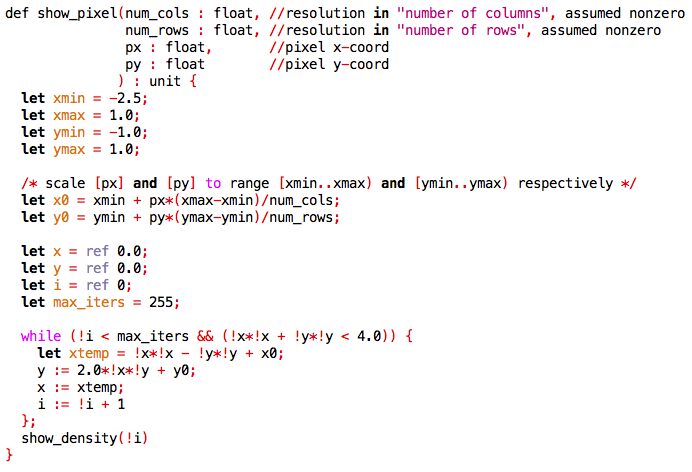 def show_pixel(num_cols : float, //resolution in "number of columns", assumed nonzero
               num_rows : float, //resolution in "number of rows", assumed nonzero
               px : float,       //pixel x-coord
               py : float        //pixel y-coord
              ) : unit {
  let xmin = −2.5;
  let xmax = 1.0;
  let ymin = −1.0;
  let ymax = 1.0;

  /* scale [px] and [py] to range [xmin..xmax) and [ymin..ymax) respectively */
  let x0 = xmin + px*(xmax−xmin)/num_cols;
  let y0 = ymin + py*(ymax−ymin)/num_rows;

  let x = ref 0.0;
  let y = ref 0.0;
  let i = ref 0;
  let max_iters = 255;

  while (!i < max_iters && (!x*!x + !y*!y < 4.0)) {
    let xtemp = !x*!x − !y*!y + x0;
    y := 2.0*!x*!y + y0;
    x := xtemp;
    i := !i + 1
  };
  show_density(!i)
}